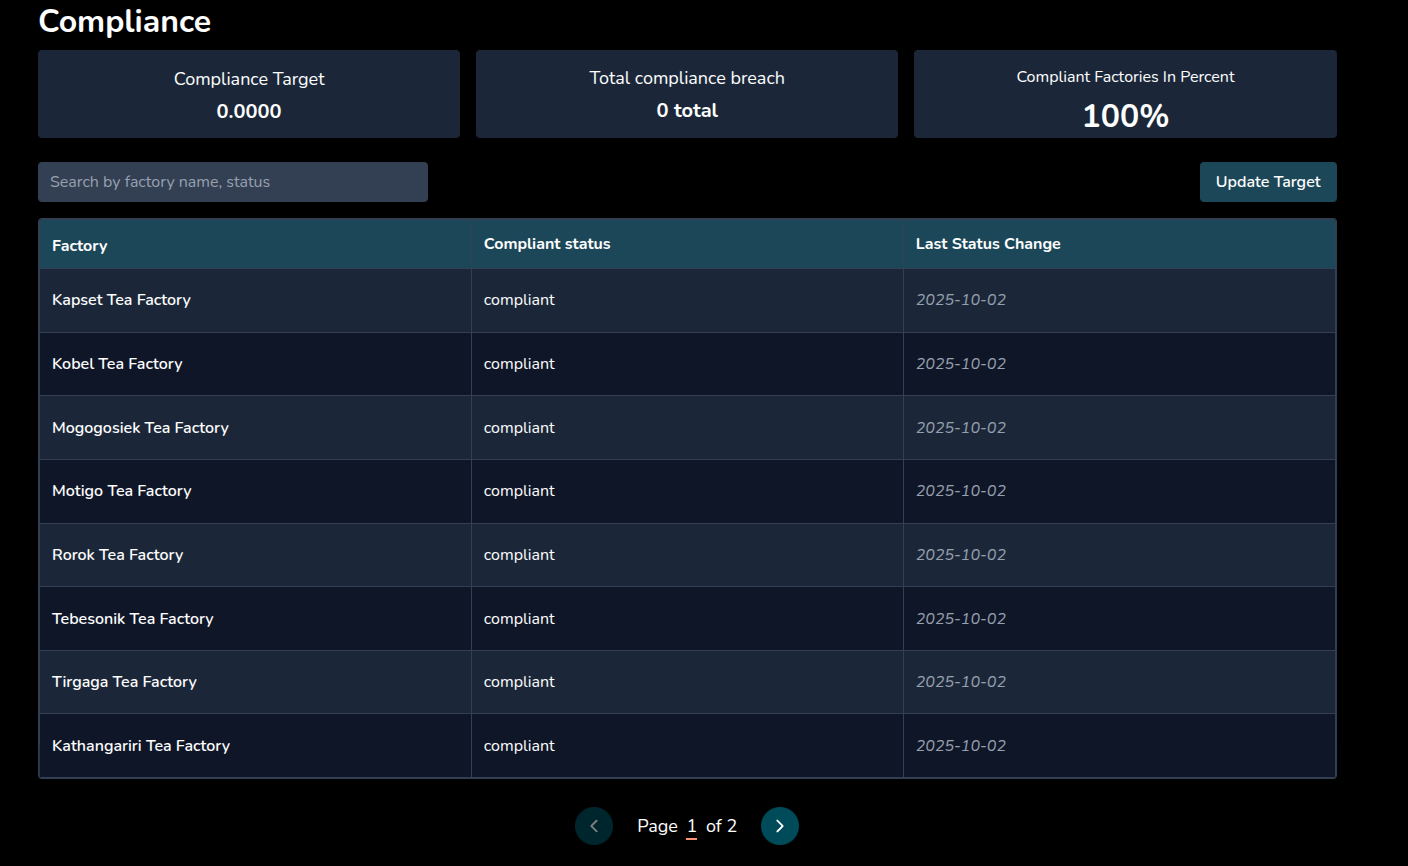 Compliance
Compliance Target
0.0000
Total compliance breach
0 total
Compliant Factories In Percent
100%
Search by factory name, status
Update Target
Factory Compliant status Last Status Change
Kapset Tea Factory compliant 2025-10-02
Kobel Tea Factory compliant 2025-10-02
Mogogosiek Tea Factory compliant 2025-10-02
Motigo Tea Factory compliant 2025-10-02
Rorok Tea Factory compliant 2025-10-02
Tebesonik Tea Factory compliant 2025-10-02
Tirgaga Tea Factory compliant 2025-10-02
Kathangariri Tea Factory compliant 2025-10-02
Page 1 of 2